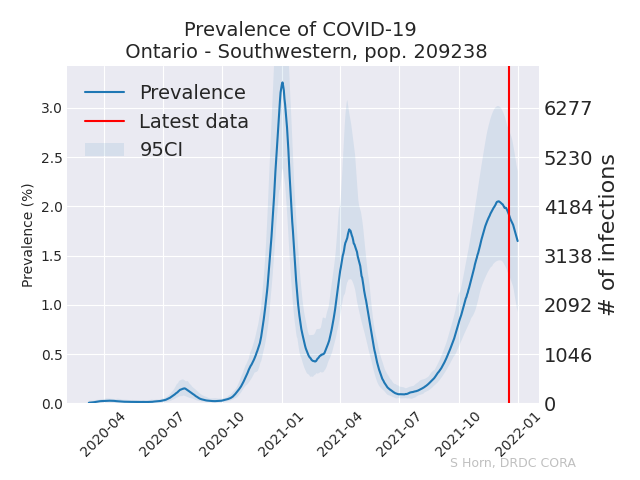 Prevalence of COVID-19
Ontario - Southwestern, pop. 209238
Prevalence
Latest data
95CI
Prevalence (%)
3.0
2.5
2.0
1.5
1.0
0.5
0.0
6277
5230
4184
3138
2092
1046
0
# of infections
2020-04
2020-07
2020-10
2021-01
2021-04
2021-07
2021-10
2022-01
S Horn, DRDC CORA